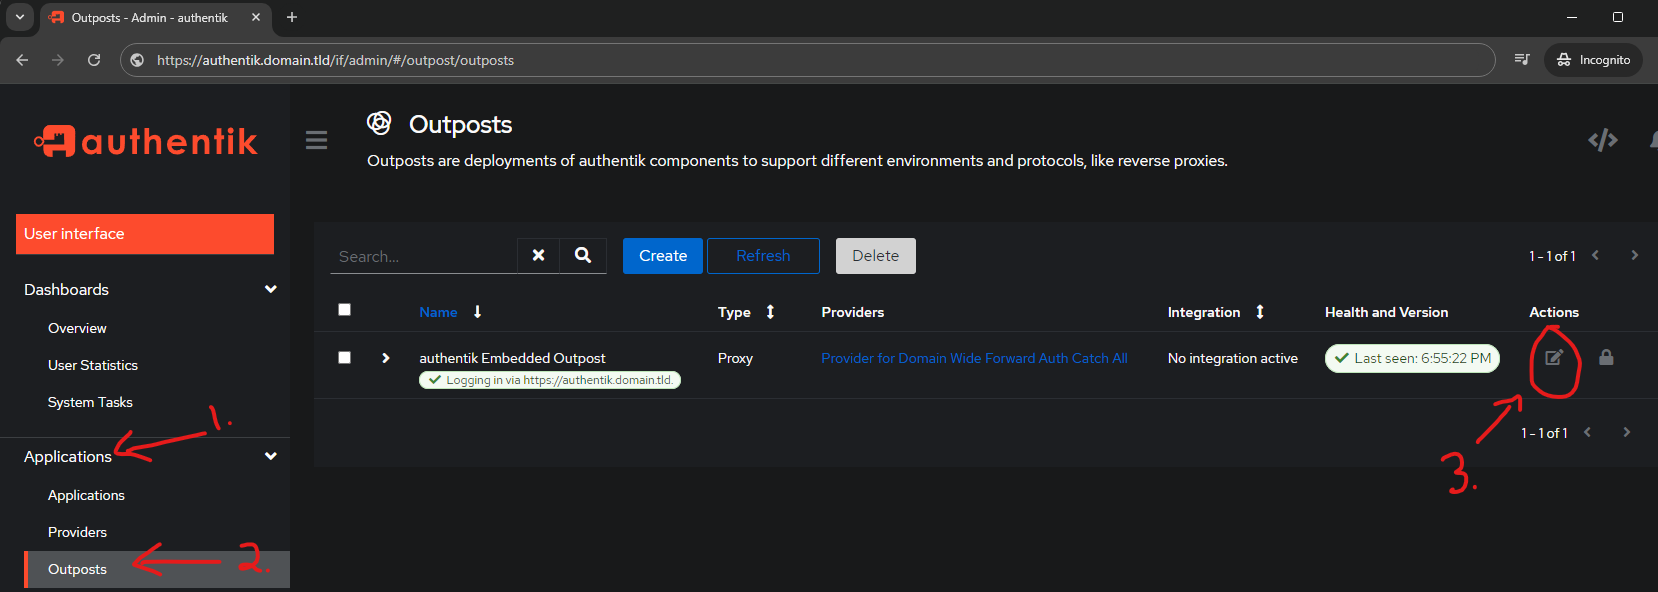 Outposts - Admin - authentik
https://authentik.domain.tld/if/admin/#/outpost/outposts
Incognito
authentik
Outposts
Outposts are deployments of authentik components to support different environments and protocols, like reverse proxies.
User interface
Search...
Create
Refresh
Delete
1 - 1 of 1
Dashboards
Overview
User Statistics
System Tasks
Name
Type
Providers
Integration
Health and Version
Actions
authentik Embedded Outpost
Logging in via https://authentik.domain.tld.
Proxy
Provider for Domain Wide Forward Auth Catch All
No integration active
Last seen: 6:55:22 PM
1 - 1 of 1
1.
Applications
Applications
Providers
Outposts
2.
3.